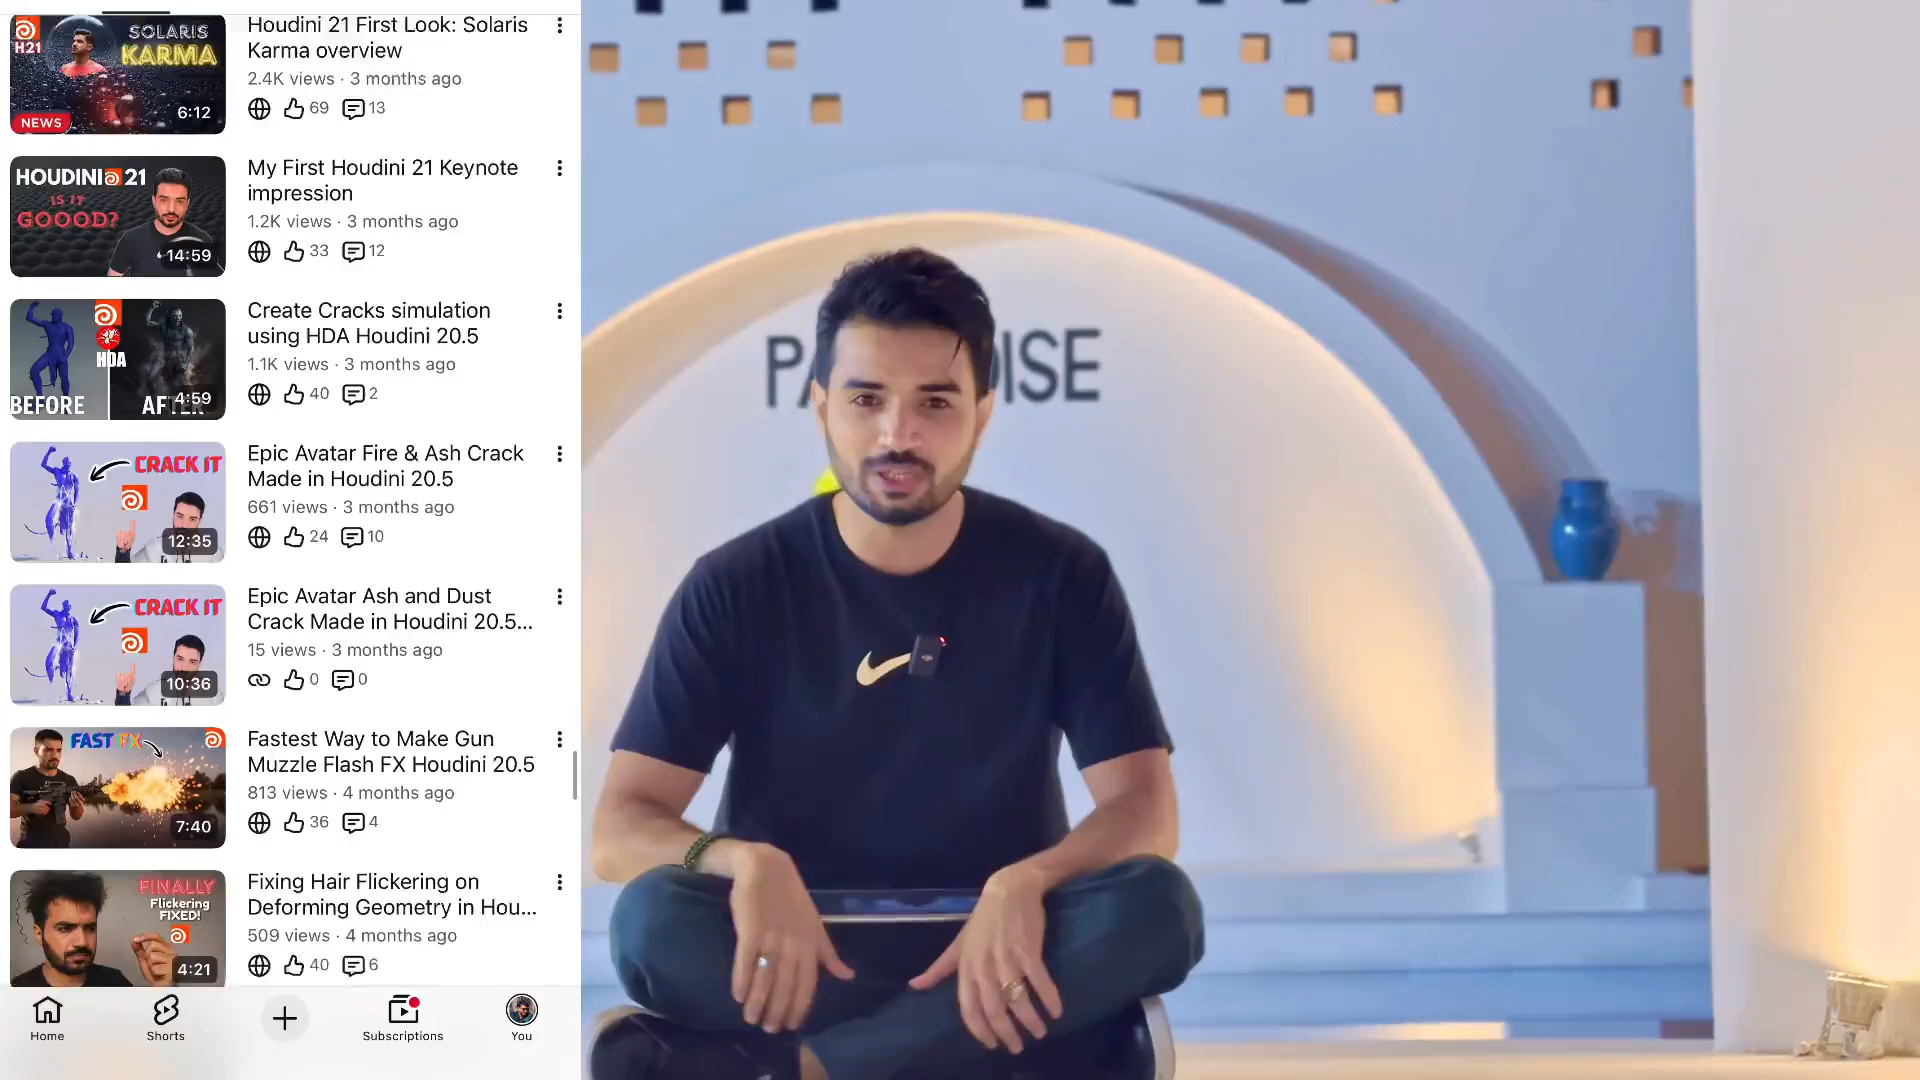 SOLARIS
KARMA
H21
NEWS
6:12
Houdini 21 First Look: Solaris
Karma overview
2.4K views · 3 months ago
69
13
HOUDINI 21
IS IT
GOOOD?
14:59
My First Houdini 21 Keynote
impression
1.2K views · 3 months ago
33
12
HDA
BEFORE
AFTER
4:59
Create Cracks simulation
using HDA Houdini 20.5
1.1K views · 3 months ago
40
2
CRACK IT
12:35
Epic Avatar Fire & Ash Crack
Made in Houdini 20.5
661 views · 3 months ago
24
10
CRACK IT
10:36
Epic Avatar Ash and Dust
Crack Made in Houdini 20.5...
15 views · 3 months ago
0
0
FAST FX
7:40
Fastest Way to Make Gun
Muzzle Flash FX Houdini 20.5
813 views · 4 months ago
36
4
FINALLY
Flickering
FIXED!
4:21
Fixing Hair Flickering on
Deforming Geometry in Hou...
509 views · 4 months ago
40
6
Home
Shorts
Subscriptions
You